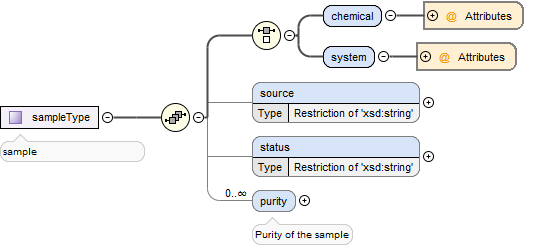 chemical
@ Attributes
system
@ Attributes
source
Type Restriction of 'xsd:string'
sampleType
sample
status
Type Restriction of 'xsd:string'
0..∞
purity
Purity of the sample